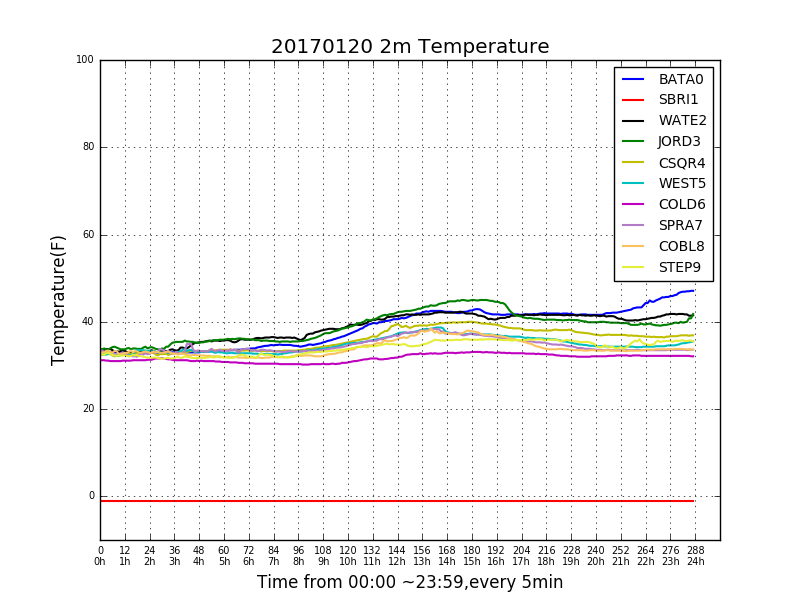 20170120 2m Temperature
100
80
60
40
20
0
Temperature(F)
BATA0
SBRI1
WATE2
JORD3
CSQR4
WEST5
COLD6
SPRA7
COBL8
STEP9
0 12 24 36 48 60 72 84 96 108 120 132 144 156 168 180 192 204 216 228 240 252 264 276 288
0h 1h 2h 3h 4h 5h 6h 7h 8h 9h 10h 11h 12h 13h 14h 15h 16h 17h 18h 19h 20h 21h 22h 23h 24h
Time from 00:00 ~23:59,every 5min